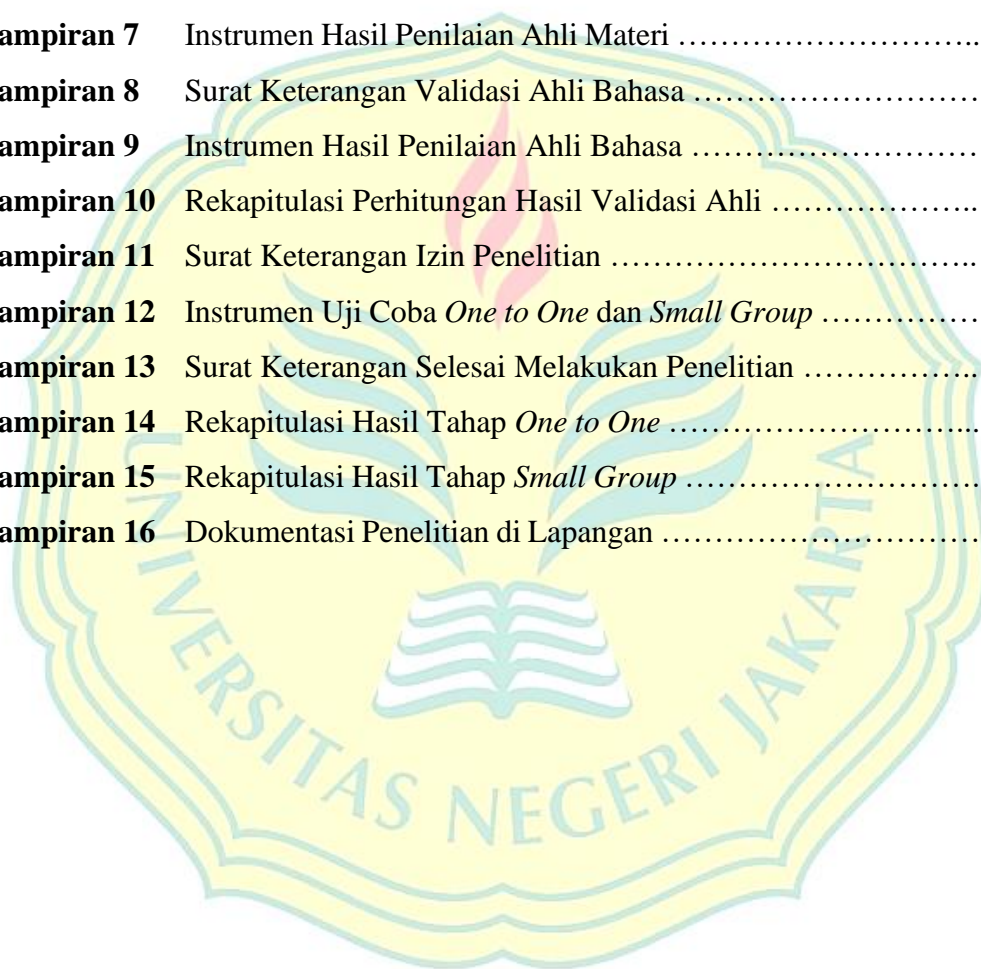 ampiran 7 Instrumen Hasil Penilaian Ahli Materi ………………………..
ampiran 8 Surat Keterangan Validasi Ahli Bahasa ………………………
ampiran 9 Instrumen Hasil Penilaian Ahli Bahasa ………………………
ampiran 10 Rekapitulasi Perhitungan Hasil Validasi Ahli ………………..
ampiran 11 Surat Keterangan Izin Penelitian ……………………………..
ampiran 12 Instrumen Uji Coba One to One dan Small Group ……………
ampiran 13 Surat Keterangan Selesai Melakukan Penelitian ……………..
ampiran 14 Rekapitulasi Hasil Tahap One to One ………………………...
ampiran 15 Rekapitulasi Hasil Tahap Small Group ……………………….
ampiran 16 Dokumentasi Penelitian di Lapangan …………………………
UNIVERSITAS NEGERI JAKARTA